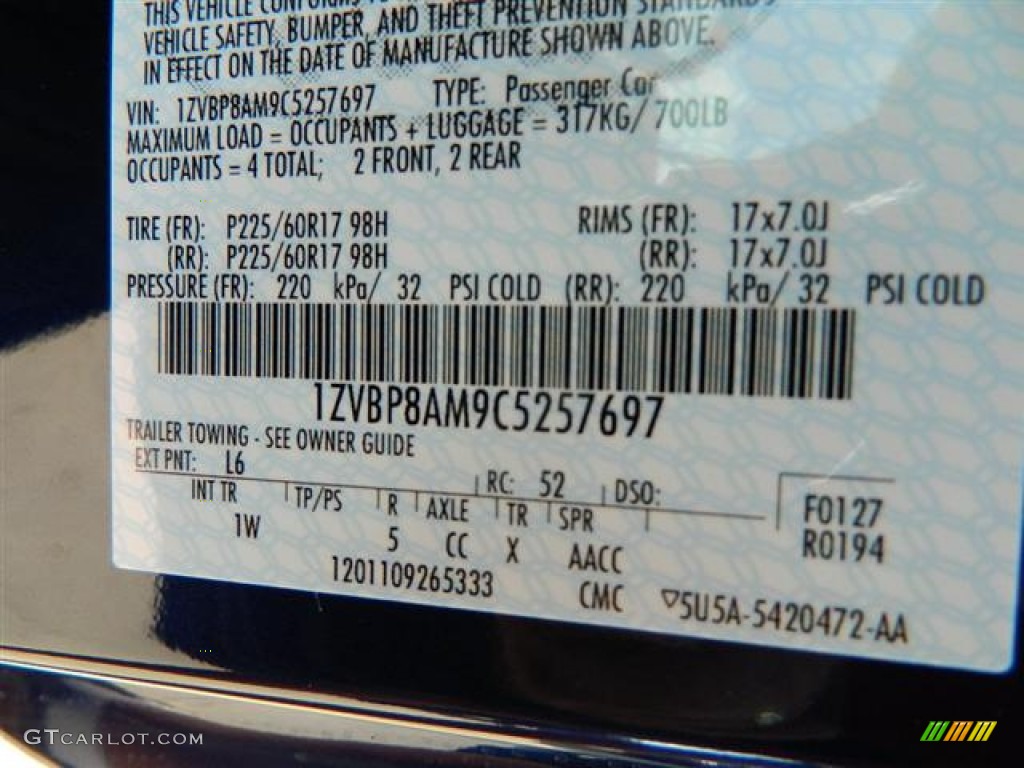 THIS VEHICLE CONFORMS
VEHICLE SAFETY, BUMPER, AND THEFT PREVENTION STANDARDS
IN EFFECT ON THE DATE OF MANUFACTURE SHOWN ABOVE.
VIN: 1ZVBP8AM9C5257697 TYPE: Passenger Car
MAXIMUM LOAD = OCCUPANTS + LUGGAGE = 317KG/ 700LB
OCCUPANTS = 4 TOTAL; 2 FRONT, 2 REAR
TIRE (FR): P225/60R17 98H RIMS (FR): 17x7.0J
(RR): P225/60R17 98H (RR): 17x7.0J
PRESSURE (FR): 220 kPa/ 32 PSI COLD (RR): 220 kPa/ 32 PSI COLD
1ZVBP8AM9C5257697
TRAILER TOWING - SEE OWNER GUIDE
EXT PNT: L6 RC: 52 DSO:
INT TR TP/PS R AXLE TR SPR F0127
1W 5 CC X AACC R0194
1201109265333 CMC ▽5U5A-5420472-AA
GTCARLOT.COM